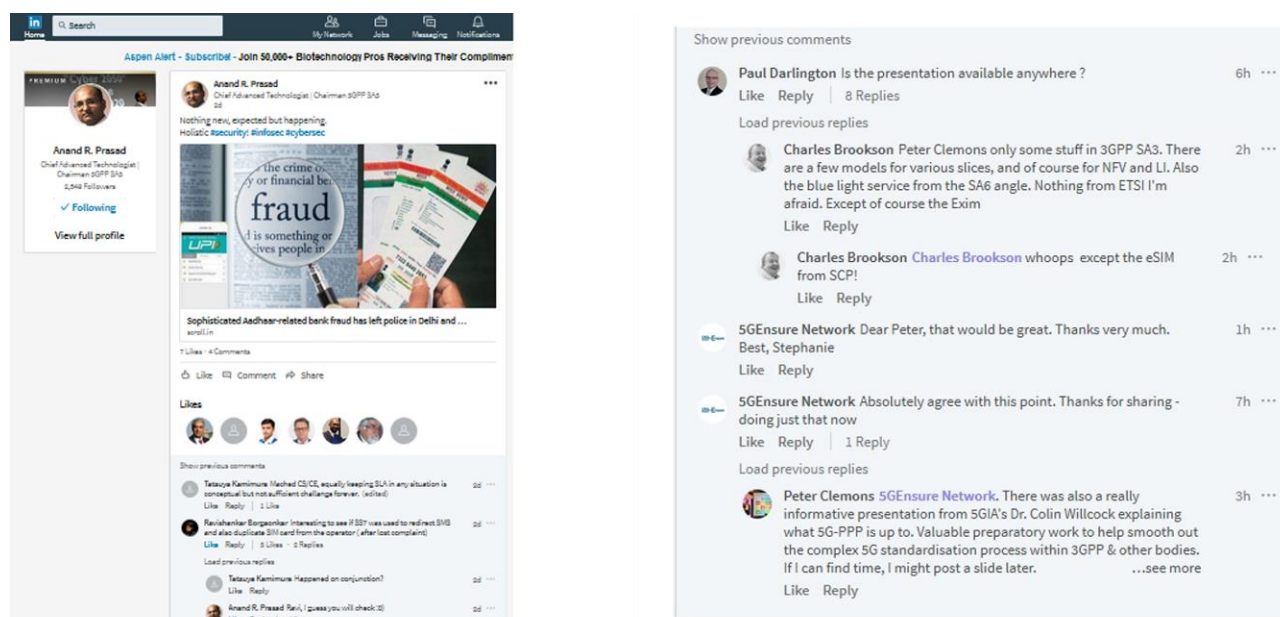 in
Search
Home
My Network
Jobs
Messaging
Notifications
Aspen Alert - Subscribe! - Join 50,000+ Biotechnology Pros Receiving Their Complimen
PREMIUM
Cyber
Anand R. Prasad
Chief Advanced Technologist |
Chairman 3GPP SA3
Followers
Following
View full profile
Anand R. Prasad
Chief Advanced Technologist | Chairman 3GPP SA3
2d
Nothing new, expected but happening.
Holistic #security! #infosec #cybersec
the crime o
y or financial be
fraud
d is something or
eives people in
UPI
Sophisticated Aadhaar-related bank fraud has left police in Delhi and ...
scroll.in
7 Likes · 4 Comments
Like Comment Share
Likes
Show previous comments
Tatsuya Kamimura Mached CS/CE, equally keeping SLA in any situation is
conceptual but not sufficient challange forever. (edited)
2d
Like Reply | 1 Like
Ravishankar Borgaonkar Interesting to see if SS7 was used to redirect SMS
and also duplicate SIM card from the operator ( after lost complaint)
2d
Like Reply | Likes · 2 Replies
Load previous replies
Tatsuya Kamimura Happened on conjunction?
2d
Like Reply
Anand R. Prasad Ravi, I guess you will check
2d
Show previous comments
Paul Darlington Is the presentation available anywhere ?
6h
Like Reply | 8 Replies
Load previous replies
Charles Brookson Peter Clemons only some stuff in 3GPP SA3. There
2h
are a few models for various slices, and of course for NFV and LI. Also
the blue light service from the SA6 angle. Nothing from ETSI I'm
afraid. Except of course the Exim
Like Reply
Charles Brookson Charles Brookson whoops except the eSIM
2h
from SCP!
Like Reply
5GEnsure Network Dear Peter, that would be great. Thanks very much.
1h
Best, Stephanie
Like Reply
5GEnsure Network Absolutely agree with this point. Thanks for sharing -
7h
doing just that now
Like Reply | 1 Reply
Load previous replies
Peter Clemons 5GEnsure Network. There was also a really
3h
informative presentation from 5GIA's Dr. Colin Willcock explaining
what 5G-PPP is up to. Valuable preparatory work to help smooth out
the complex 5G standardisation process within 3GPP & other bodies.
If I can find time, I might post a slide later. ...see more
Like Reply